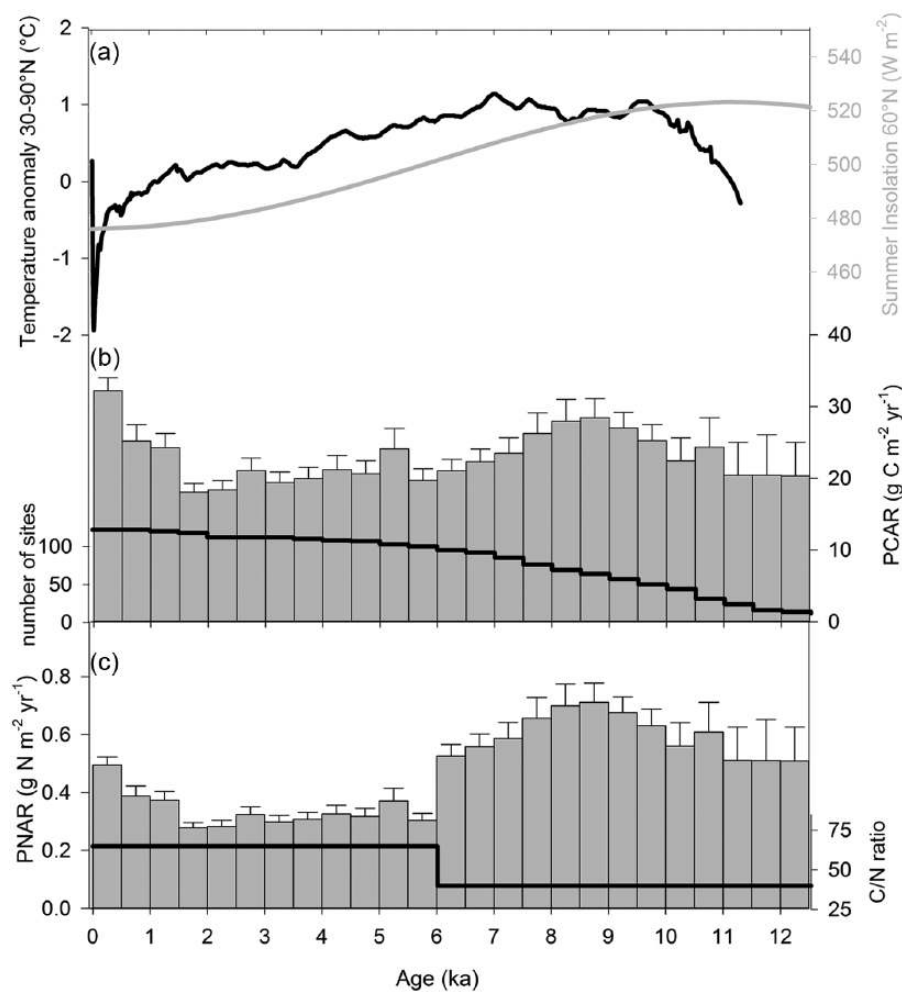 (a)
Temperature anomaly 30-90°N (°C)
2
1
0
-1
-2
Summer Insolation 60°N (W m-2)
540
520
500
480
460
(b)
number of sites
100
50
0
PCAR (g C m-2 yr-1)
40
30
20
10
0
(c)
PNAR (g N m-2 yr-1)
0.8
0.6
0.4
0.2
0.0
C/N ratio
75
50
25
0 1 2 3 4 5 6 7 8 9 10 11 12
Age (ka)